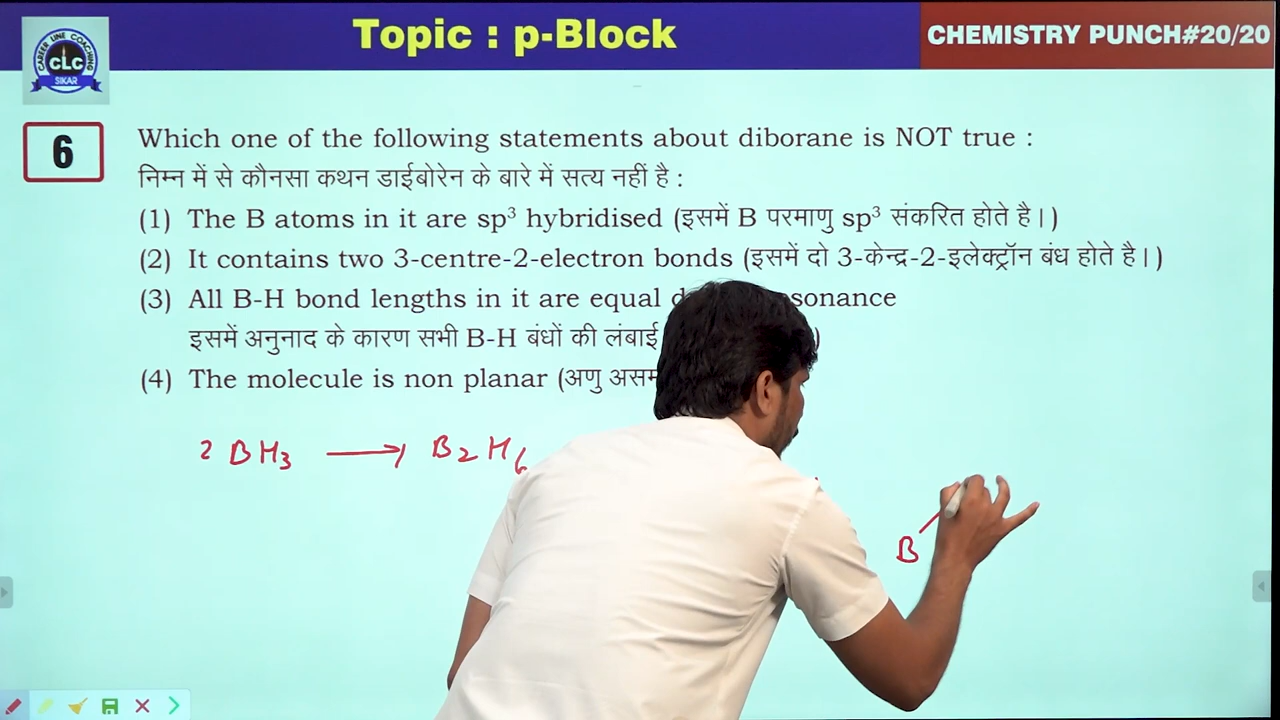 Topic : p-Block
CHEMISTRY PUNCH#20/20
CAREER LINE COACHING
CLC
SIKAR
6
Which one of the following statements about diborane is NOT true :
निम्न में से कौनसा कथन डाईबोरेन के बारे में सत्य नहीं है :
(1) The B atoms in it are sp³ hybridised (इसमें B परमाणु sp³ संकरित होते है।)
(2) It contains two 3-centre-2-electron bonds (इसमें दो 3-केन्द्र-2-इलेक्ट्रॉन बंध होते है।)
(3) All B-H bond lengths in it are equal
इसमें अनुनाद के कारण सभी B-H बंधों की लंबाई )
(4) The molecule is non planar (अणु
2 BH₃ ⟶ B₂H₆
B